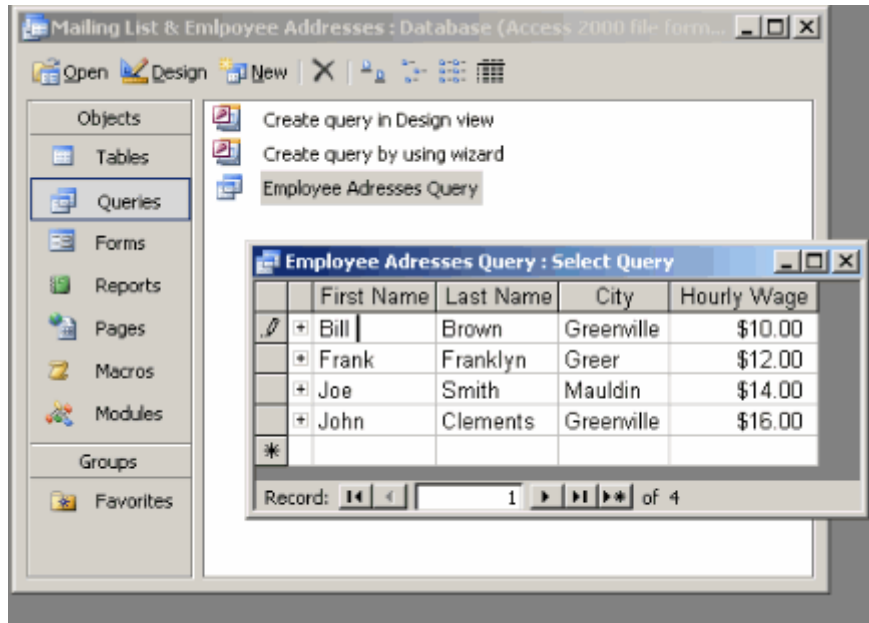 Mailing List & Emlpoyee Addresses : Database (Access 2000 file form...
Open Design New
Objects
Tables
Queries
Forms
Reports
Pages
Macros
Modules
Groups
Favorites
Create query in Design view
Create query by using wizard
Employee Adresses Query
Employee Adresses Query : Select Query
First Name Last Name City Hourly Wage
Bill Brown Greenville $10.00
Frank Franklyn Greer $12.00
Joe Smith Mauldin $14.00
John Clements Greenville $16.00
Record: 1 of 4